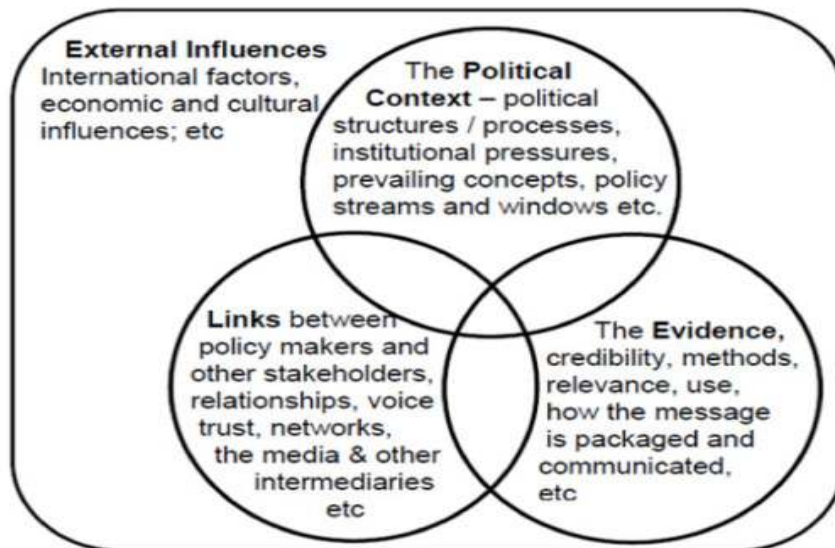 External Influences
International factors,
economic and cultural
influences; etc
The Political
Context – political
structures / processes,
institutional pressures,
prevailing concepts, policy
streams and windows etc.
Links between
policy makers and
other stakeholders,
relationships, voice
trust, networks,
the media & other
intermediaries
etc
The Evidence,
credibility, methods,
relevance, use,
how the message
is packaged and
communicated,
etc